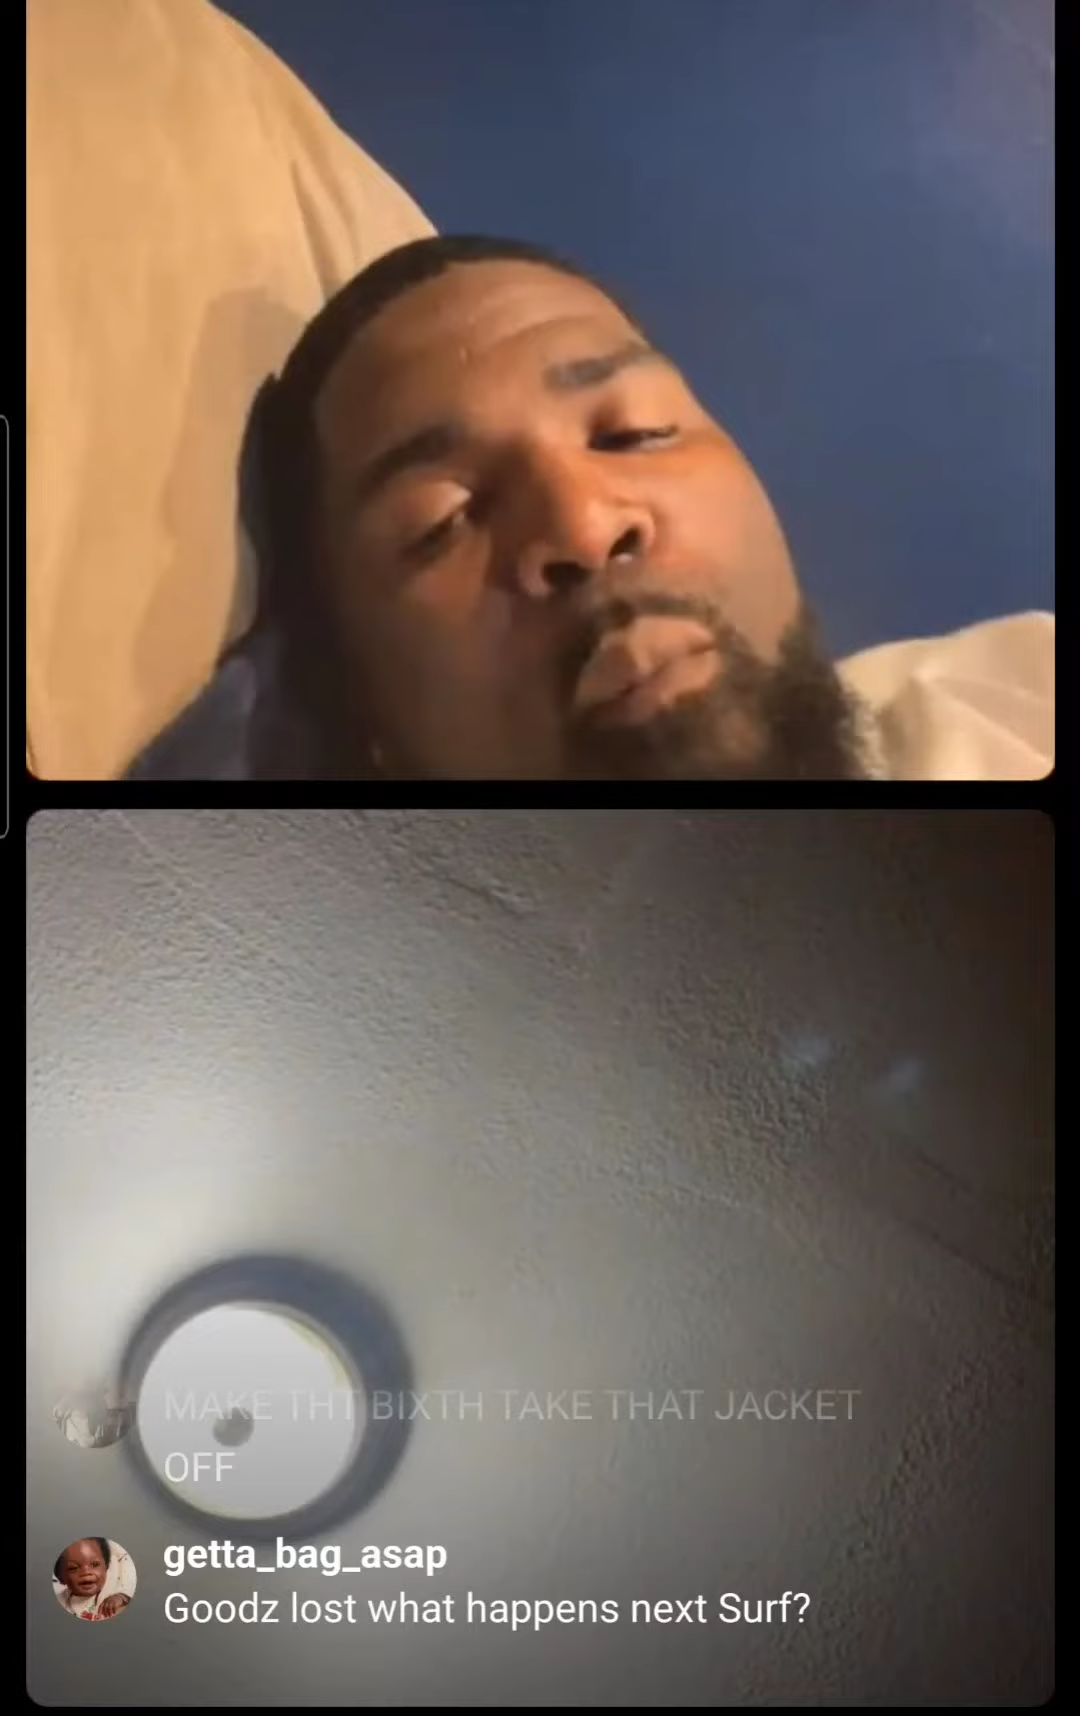 MAKE THT BIXTH TAKE THAT JACKET
OFF
getta_bag_asap
Goodz lost what happens next Surf?